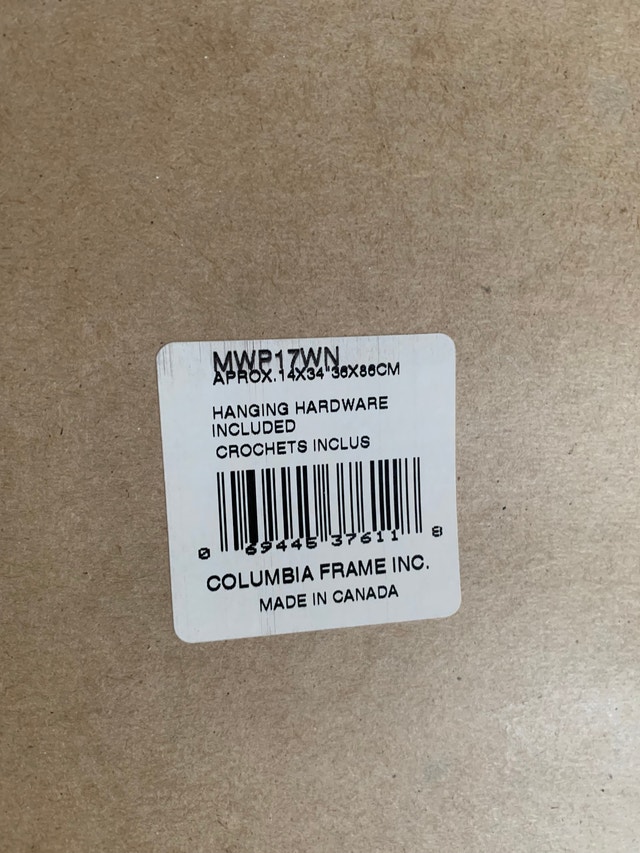 MWP17WN
APROX.14X34"36X86CM
HANGING HARDWARE
INCLUDED
CROCHETS INCLUS
0 69445 37611 8
COLUMBIA FRAME INC.
MADE IN CANADA